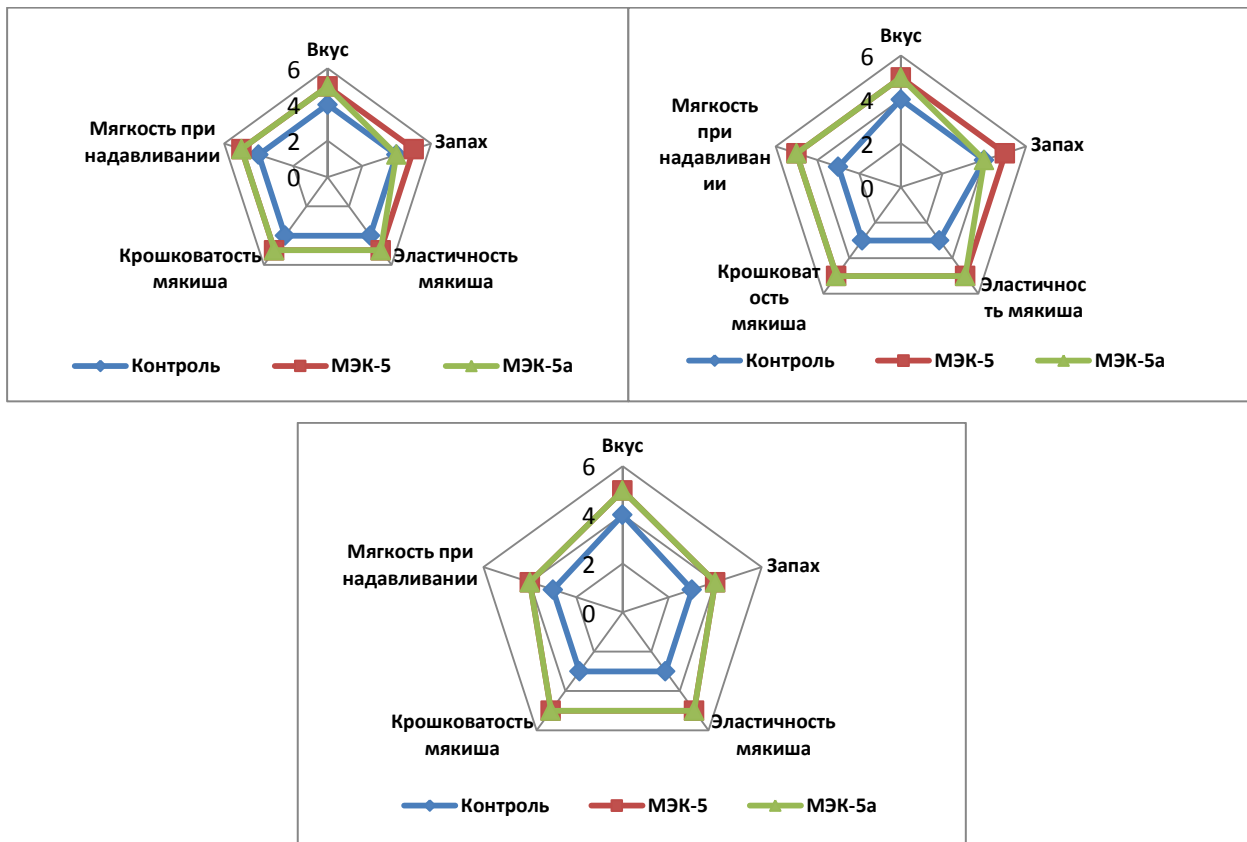 Вкус
6
4
2
0
Запах
Эластичность
мякиша
Крошковатость
мякиша
Мягкость при
надавливании
Контроль
МЭК-5
МЭК-5а
Вкус
6
4
2
0
Запах
Эластичнос
ть мякиша
Крошковат
ость
мякиша
Мягкость
при
надавливан
ии
Контроль
МЭК-5
МЭК-5а
Вкус
6
4
2
0
Запах
Эластичность
мякиша
Крошковатость
мякиша
Мягкость при
надавливании
Контроль
МЭК-5
МЭК-5а